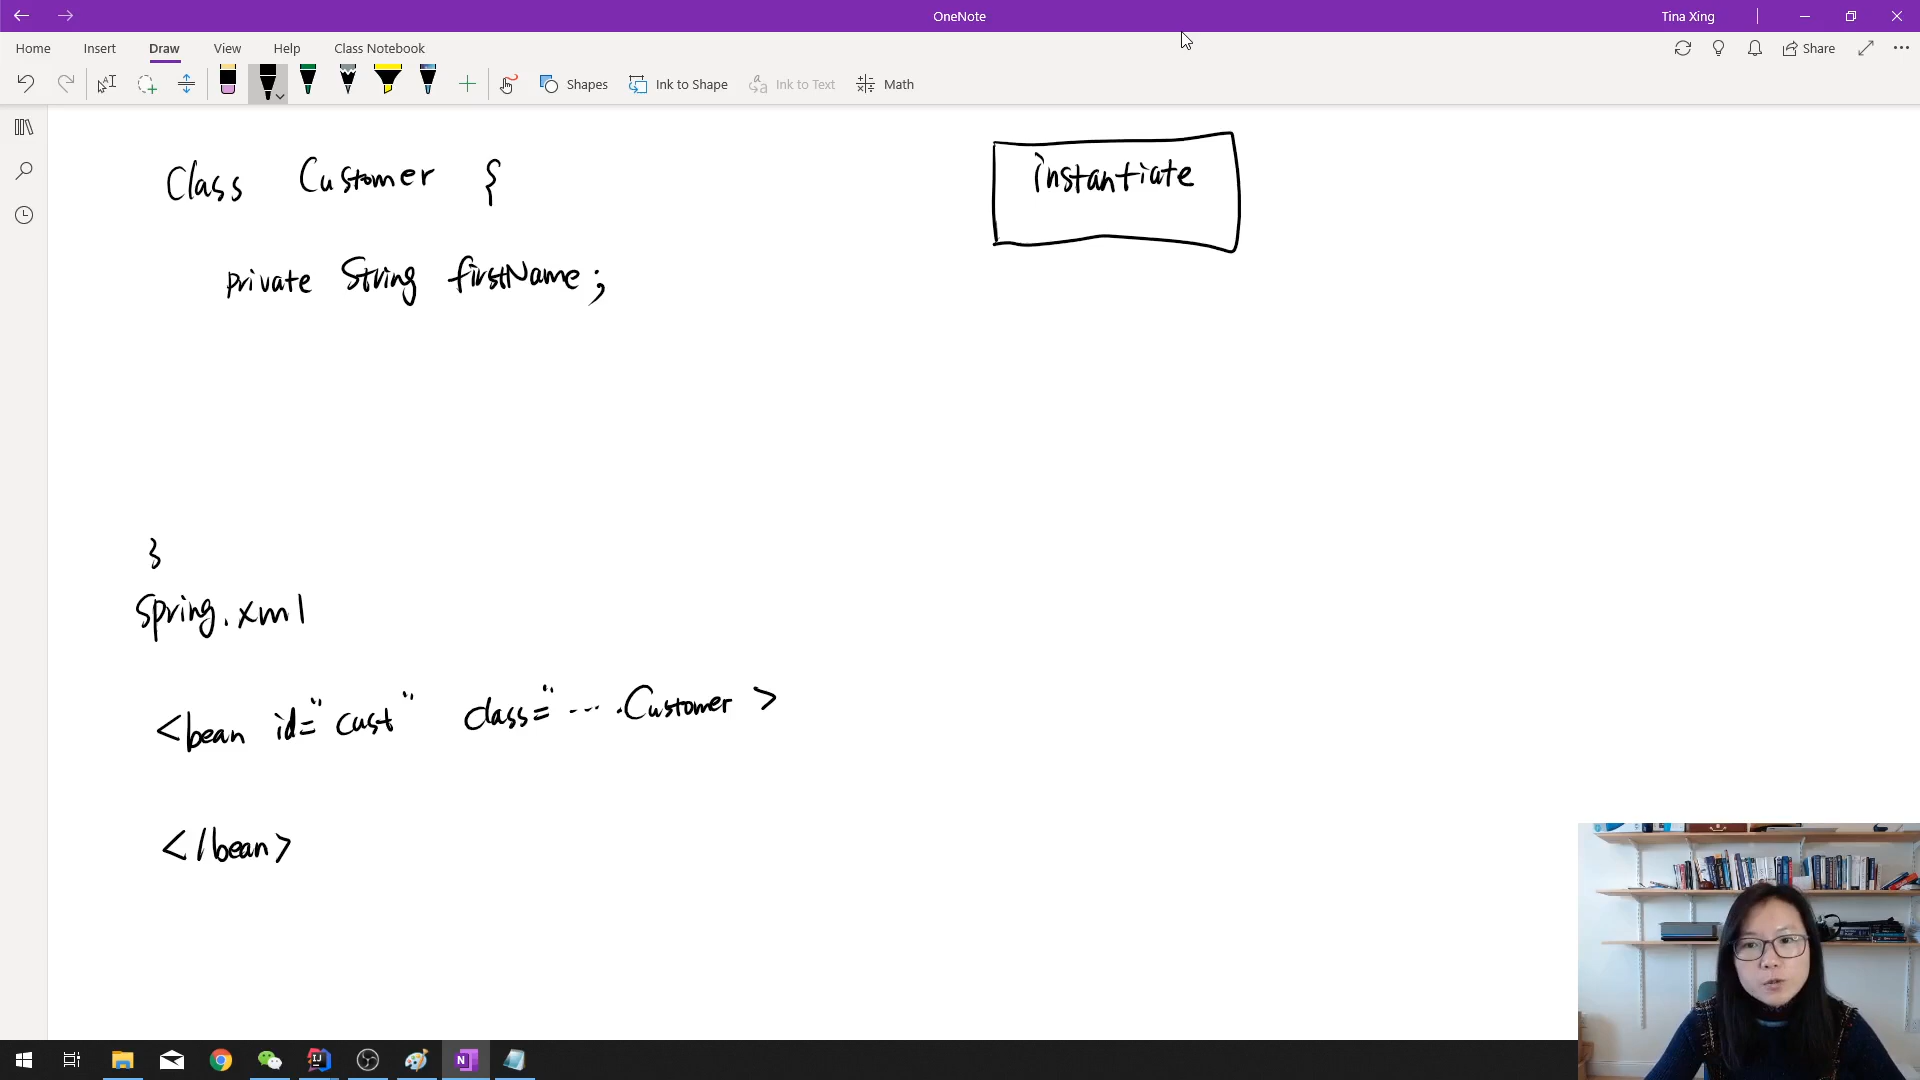 OneNote
Tina Xing
Home Insert Draw View Help Class Notebook
Share
Shapes Ink to Shape Ink to Text Math
Class Customer {
instantiate
private String firstName;
}
Spring.xml
<bean id="cust" class="... .Customer >
</bean>